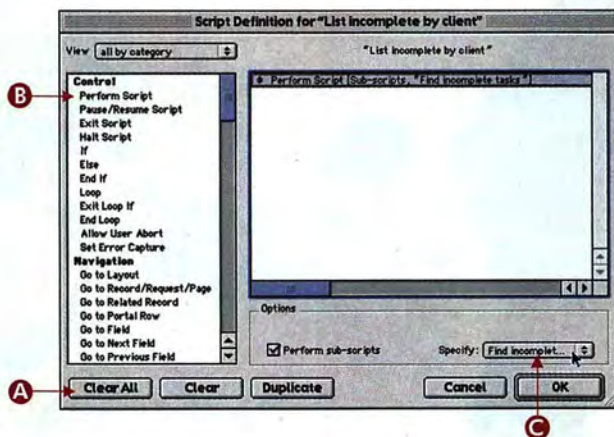 Script Definition for "List incomplete by client"
View all by category
"List incomplete by client"
B
Control
Perform Script
Pause/Resume Script
Exit Script
Halt Script
If
Else
End If
Loop
Exit Loop If
End Loop
Allow User Abort
Set Error Capture
Navigation
Go to Layout
Go to Record/Request/Page
Go to Related Record
Go to Portal Row
Go to Field
Go to Next Field
Go to Previous Field
Perform Script [Sub-scripts, "Find incomplete tasks"]
Options
Perform sub-scripts
Specify: Find incomplet...
A
Clear All
Clear
Duplicate
Cancel
OK
C